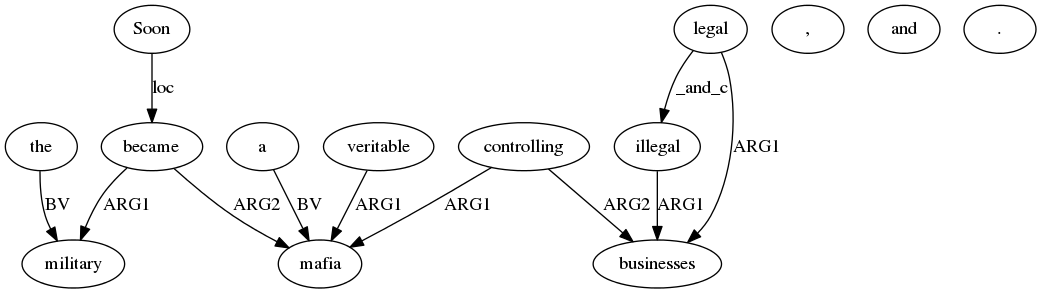 Soon legal , and .
loc _and_c
the became a veritable controlling illegal
ARG1
BV ARG1 ARG2 BV ARG1 ARG1 ARG2 ARG1
military mafia businesses